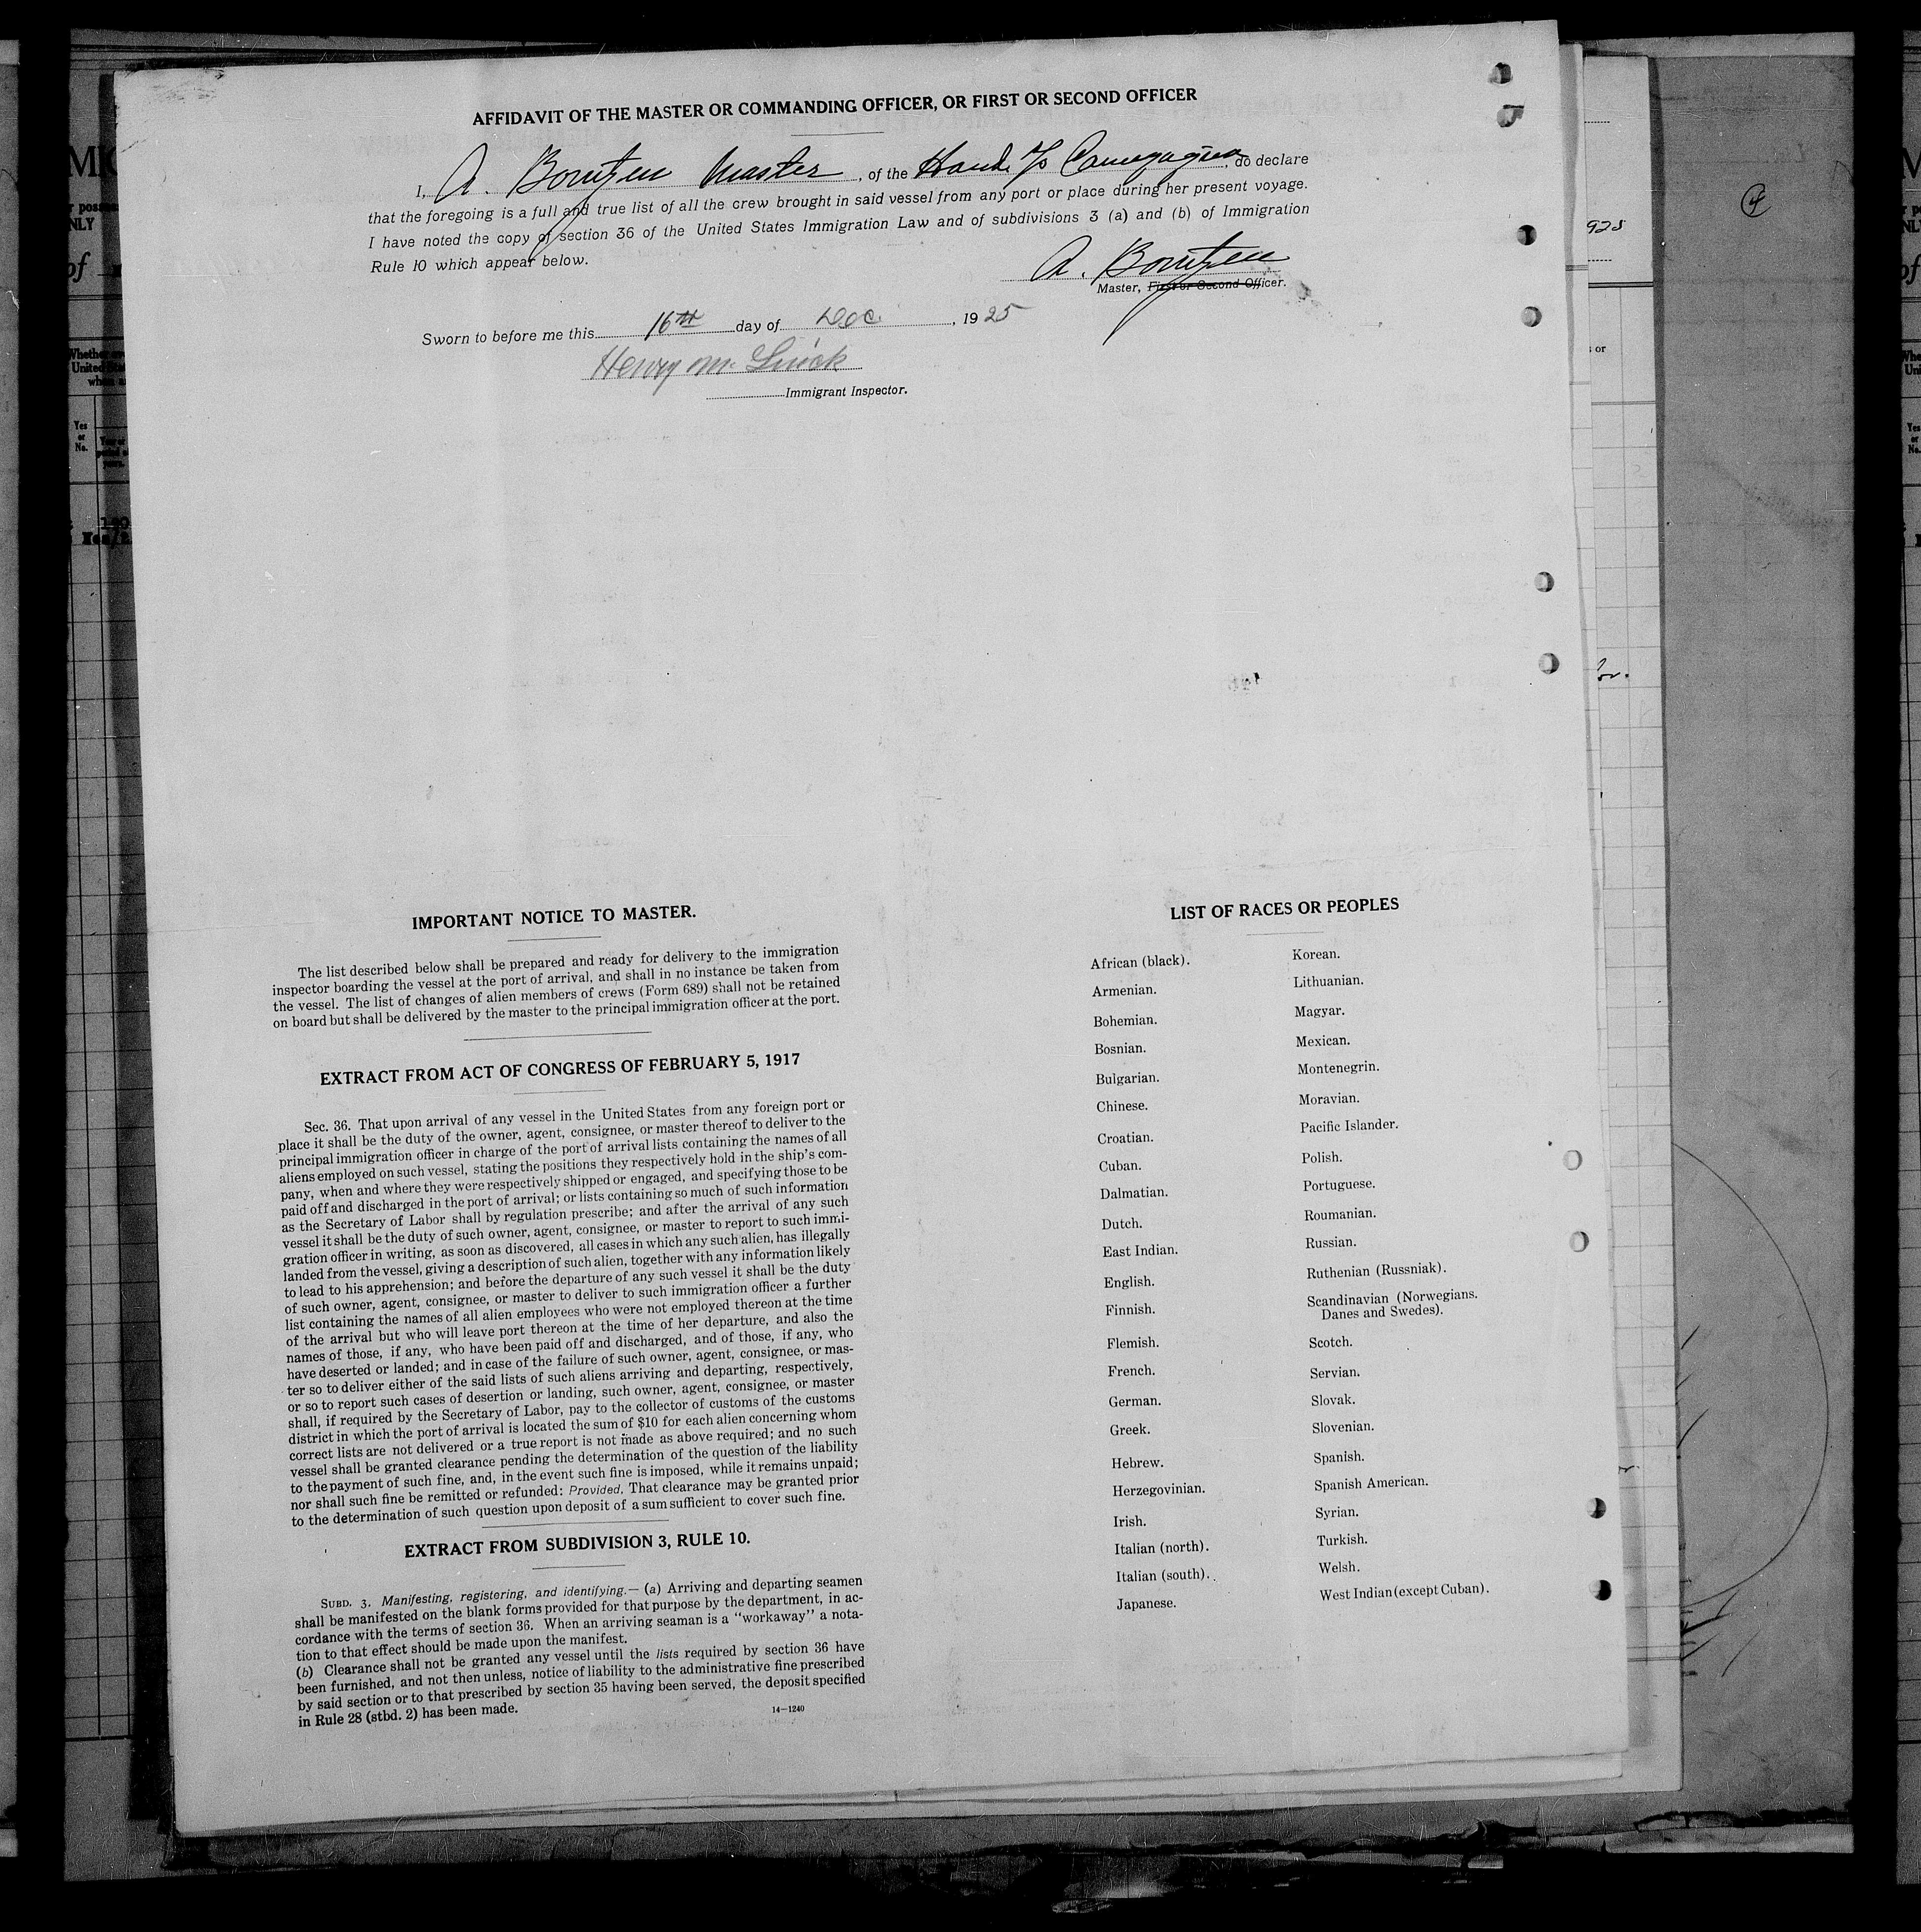 AFFIDAVIT OF THE MASTER OR COMMANDING OFFICER, OR FIRST OR SECOND OFFICER
I, A. Master, of the do declare
that the foregoing is a full and true list of all the crew brought in said vessel from any port or place during her present voyage.
I have noted the copy of section 36 of the United States Immigration Law and of subdivisions 3 (a) and (b) of Immigration
Rule 10 which appear below.
A.
Master, First or Second Officer.
Sworn to before me this 16th day of Dec. , 1925
Henry
Immigrant Inspector.
IMPORTANT NOTICE TO MASTER.
The list described below shall be prepared and ready for delivery to the immigration
inspector boarding the vessel at the port of arrival, and shall in no instance be taken from
the vessel. The list of changes of alien members of crews (Form 689) shall not be retained
on board but shall be delivered by the master to the principal immigration officer at the port.
EXTRACT FROM ACT OF CONGRESS OF FEBRUARY 5, 1917
Sec. 36. That upon arrival of any vessel in the United States from any foreign port or
place it shall be the duty of the owner, agent, consignee, or master thereof to deliver to the
principal immigration officer in charge of the port of arrival lists containing the names of all
aliens employed on such vessel, stating the positions they respectively hold in the ship's com-
pany, when and where they were respectively shipped or engaged, and specifying those to be
paid off and discharged in the port of arrival; or lists containing so much of such information
as the Secretary of Labor shall by regulation prescribe; and after the arrival of any such
vessel it shall be the duty of such owner, agent, consignee, or master to report to such immi-
gration officer in writing, as soon as discovered, all cases in which any such alien, has illegally
landed from the vessel, giving a description of such alien, together with any information likely
to lead to his apprehension; and before the departure of any such vessel it shall be the duty
of such owner, agent, consignee, or master to deliver to such immigration officer a further
list containing the names of all alien employees who were not employed thereon at the time
of the arrival but who will leave port thereon at the time of her departure, and also the
names of those, if any, who have been paid off and discharged, and of those, if any, who
have deserted or landed; and in case of the failure of such owner, agent, consignee, or mas-
ter so to deliver either of the said lists of such aliens arriving and departing, respectively,
or so to report such cases of desertion or landing, such owner, agent, consignee, or master
shall, if required by the Secretary of Labor, pay to the collector of customs of the customs
district in which the port of arrival is located the sum of $10 for each alien concerning whom
correct lists are not delivered or a true report is not made as above required; and no such
vessel shall be granted clearance pending the determination of the question of the liability
to the payment of such fine, and, in the event such fine is imposed, while it remains unpaid;
nor shall such fine be remitted or refunded: Provided, That clearance may be granted prior
to the determination of such question upon deposit of a sum sufficient to cover such fine.
EXTRACT FROM SUBDIVISION 3, RULE 10.
SUBD. 3. Manifesting, registering, and identifying.— (a) Arriving and departing seamen
shall be manifested on the blank forms provided for that purpose by the department, in ac-
cordance with the terms of section 36. When an arriving seaman is a "workaway" a nota-
tion to that effect should be made upon the manifest.
(b) Clearance shall not be granted any vessel until the lists required by section 36 have
been furnished, and not then unless, notice of liability to the administrative fine prescribed
by said section or to that prescribed by section 35 having been served, the deposit specified
in Rule 28 (stbd. 2) has been made.
14—1240
LIST OF RACES OR PEOPLES
African (black).
Armenian.
Bohemian.
Bosnian.
Bulgarian.
Chinese.
Croatian.
Cuban.
Dalmatian.
Dutch.
East Indian.
English.
Finnish.
Flemish.
French.
German.
Greek.
Hebrew.
Herzegovinian.
Irish.
Italian (north).
Italian (south).
Japanese.
Korean.
Lithuanian.
Magyar.
Mexican.
Montenegrin.
Moravian.
Pacific Islander.
Polish.
Portuguese.
Roumanian.
Russian.
Ruthenian (Russniak).
Scandinavian (Norwegians.
Danes and Swedes).
Scotch.
Servian.
Slovak.
Slovenian.
Spanish.
Spanish American.
Syrian.
Turkish.
Welsh.
West Indian (except Cuban).